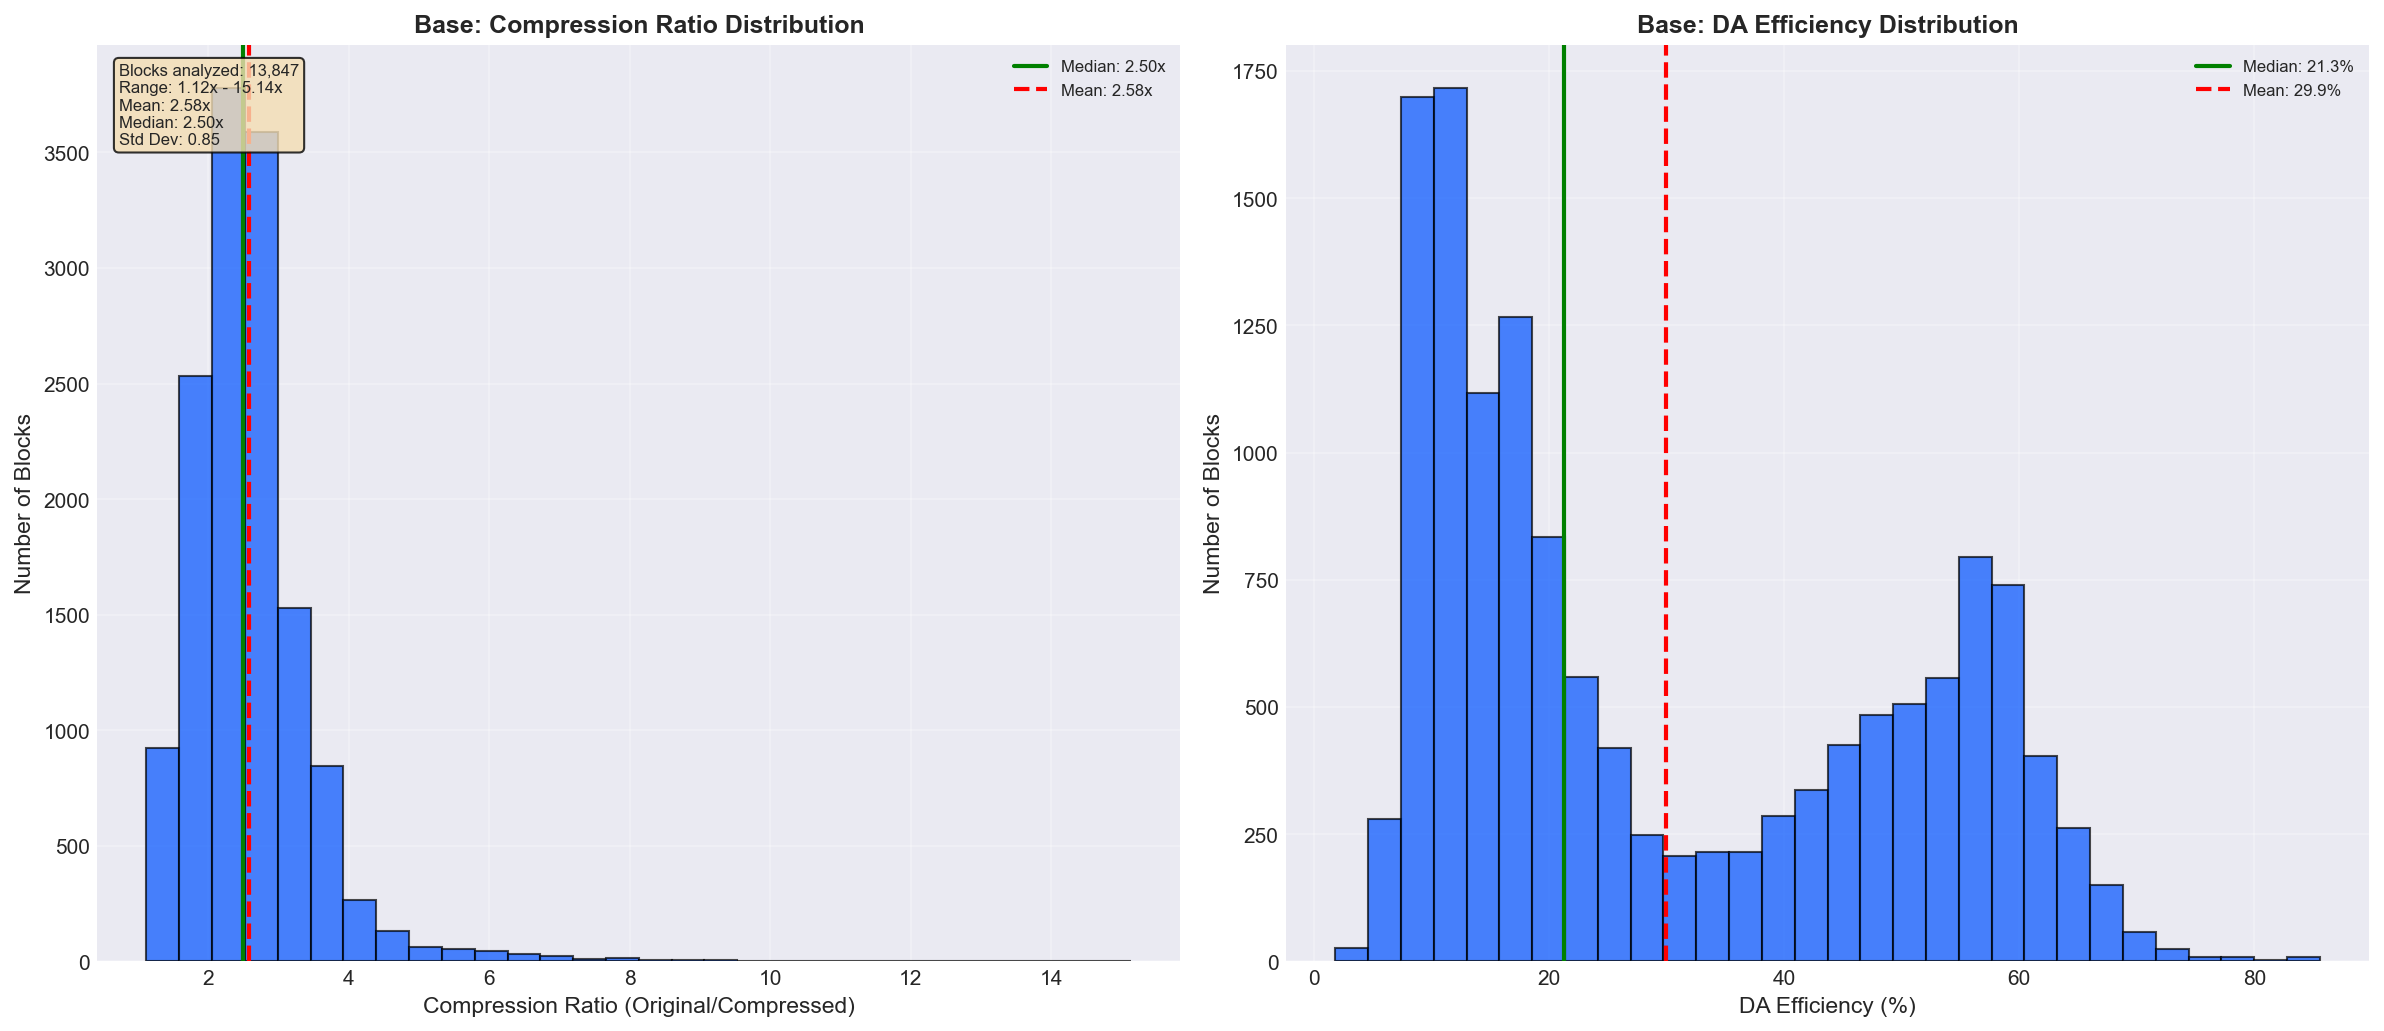 Base: Compression Ratio Distribution
Blocks analyzed: 13,847
Range: 1.12x - 15.14x
Mean: 2.58x
Median: 2.50x
Std Dev: 0.85
Median: 2.50x
Mean: 2.58x
Number of Blocks
3500
3000
2500
2000
1500
1000
500
0
2
4
6
8
10
12
14
Compression Ratio (Original/Compressed)
Base: DA Efficiency Distribution
Median: 21.3%
Mean: 29.9%
Number of Blocks
1750
1500
1250
1000
750
500
250
0
0
20
40
60
80
DA Efficiency (%)